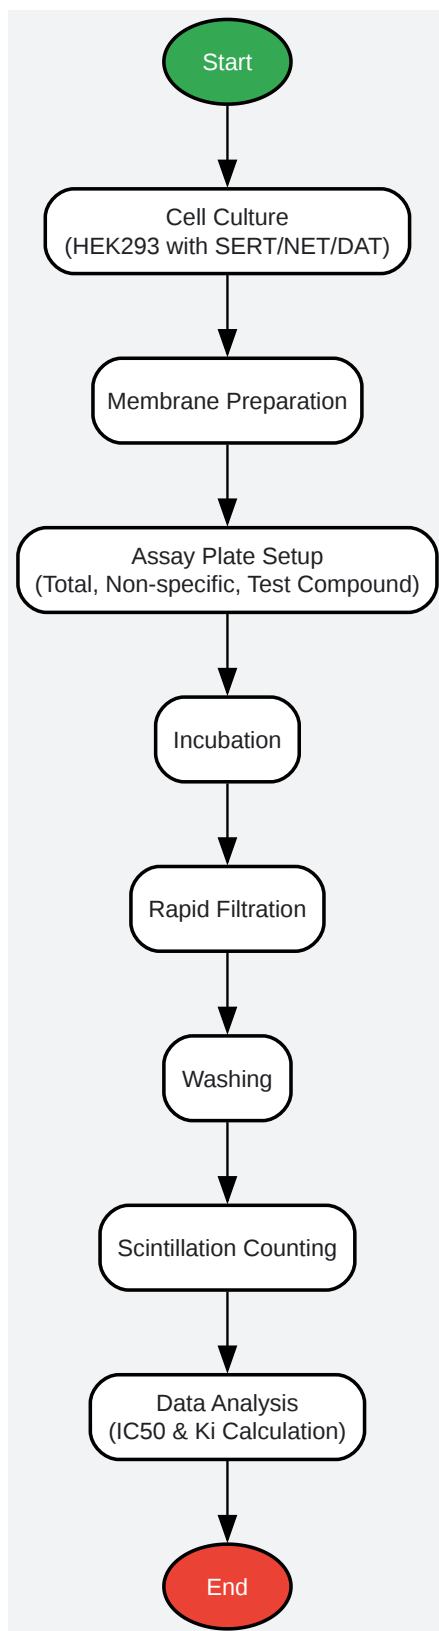 Start
Cell Culture
(HEK293 with SERT/NET/DAT)
Membrane Preparation
Assay Plate Setup
(Total, Non-specific, Test Compound)
Incubation
Rapid Filtration
Washing
Scintillation Counting
Data Analysis
(IC50 & Ki Calculation)
End